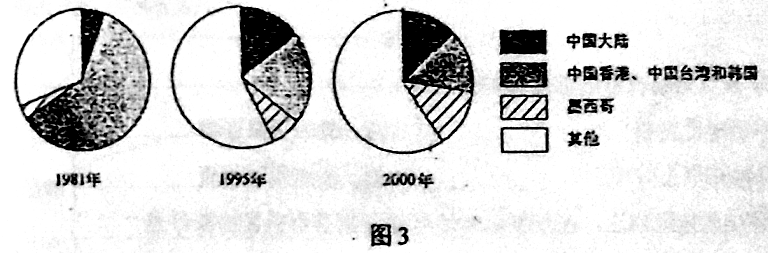 中国大陆
中国香港、中国台湾和韩国
墨西哥
其他
1981年
1995年
2000年
图3